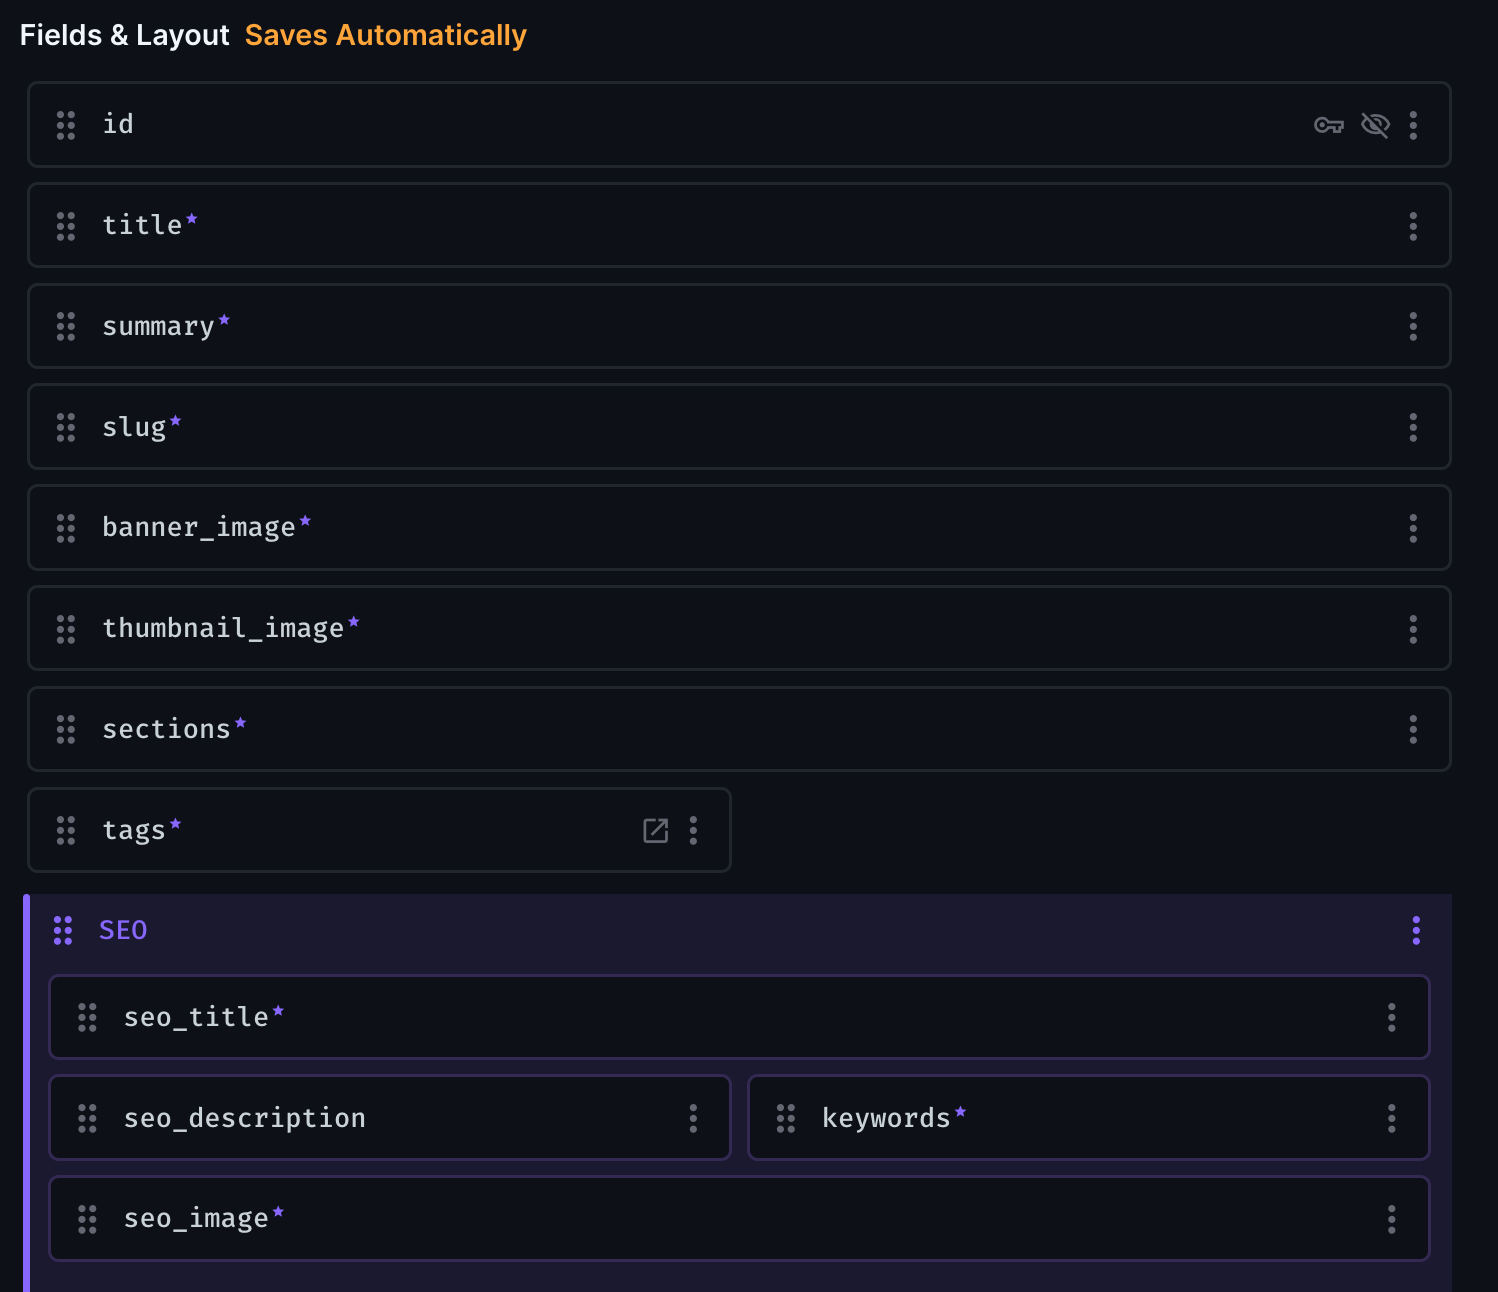 Fields & Layout Saves Automatically
id
title*
summary*
slug*
banner_image*
thumbnail_image*
sections*
tags*
SEO
seo_title*
seo_description keywords*
seo_image*